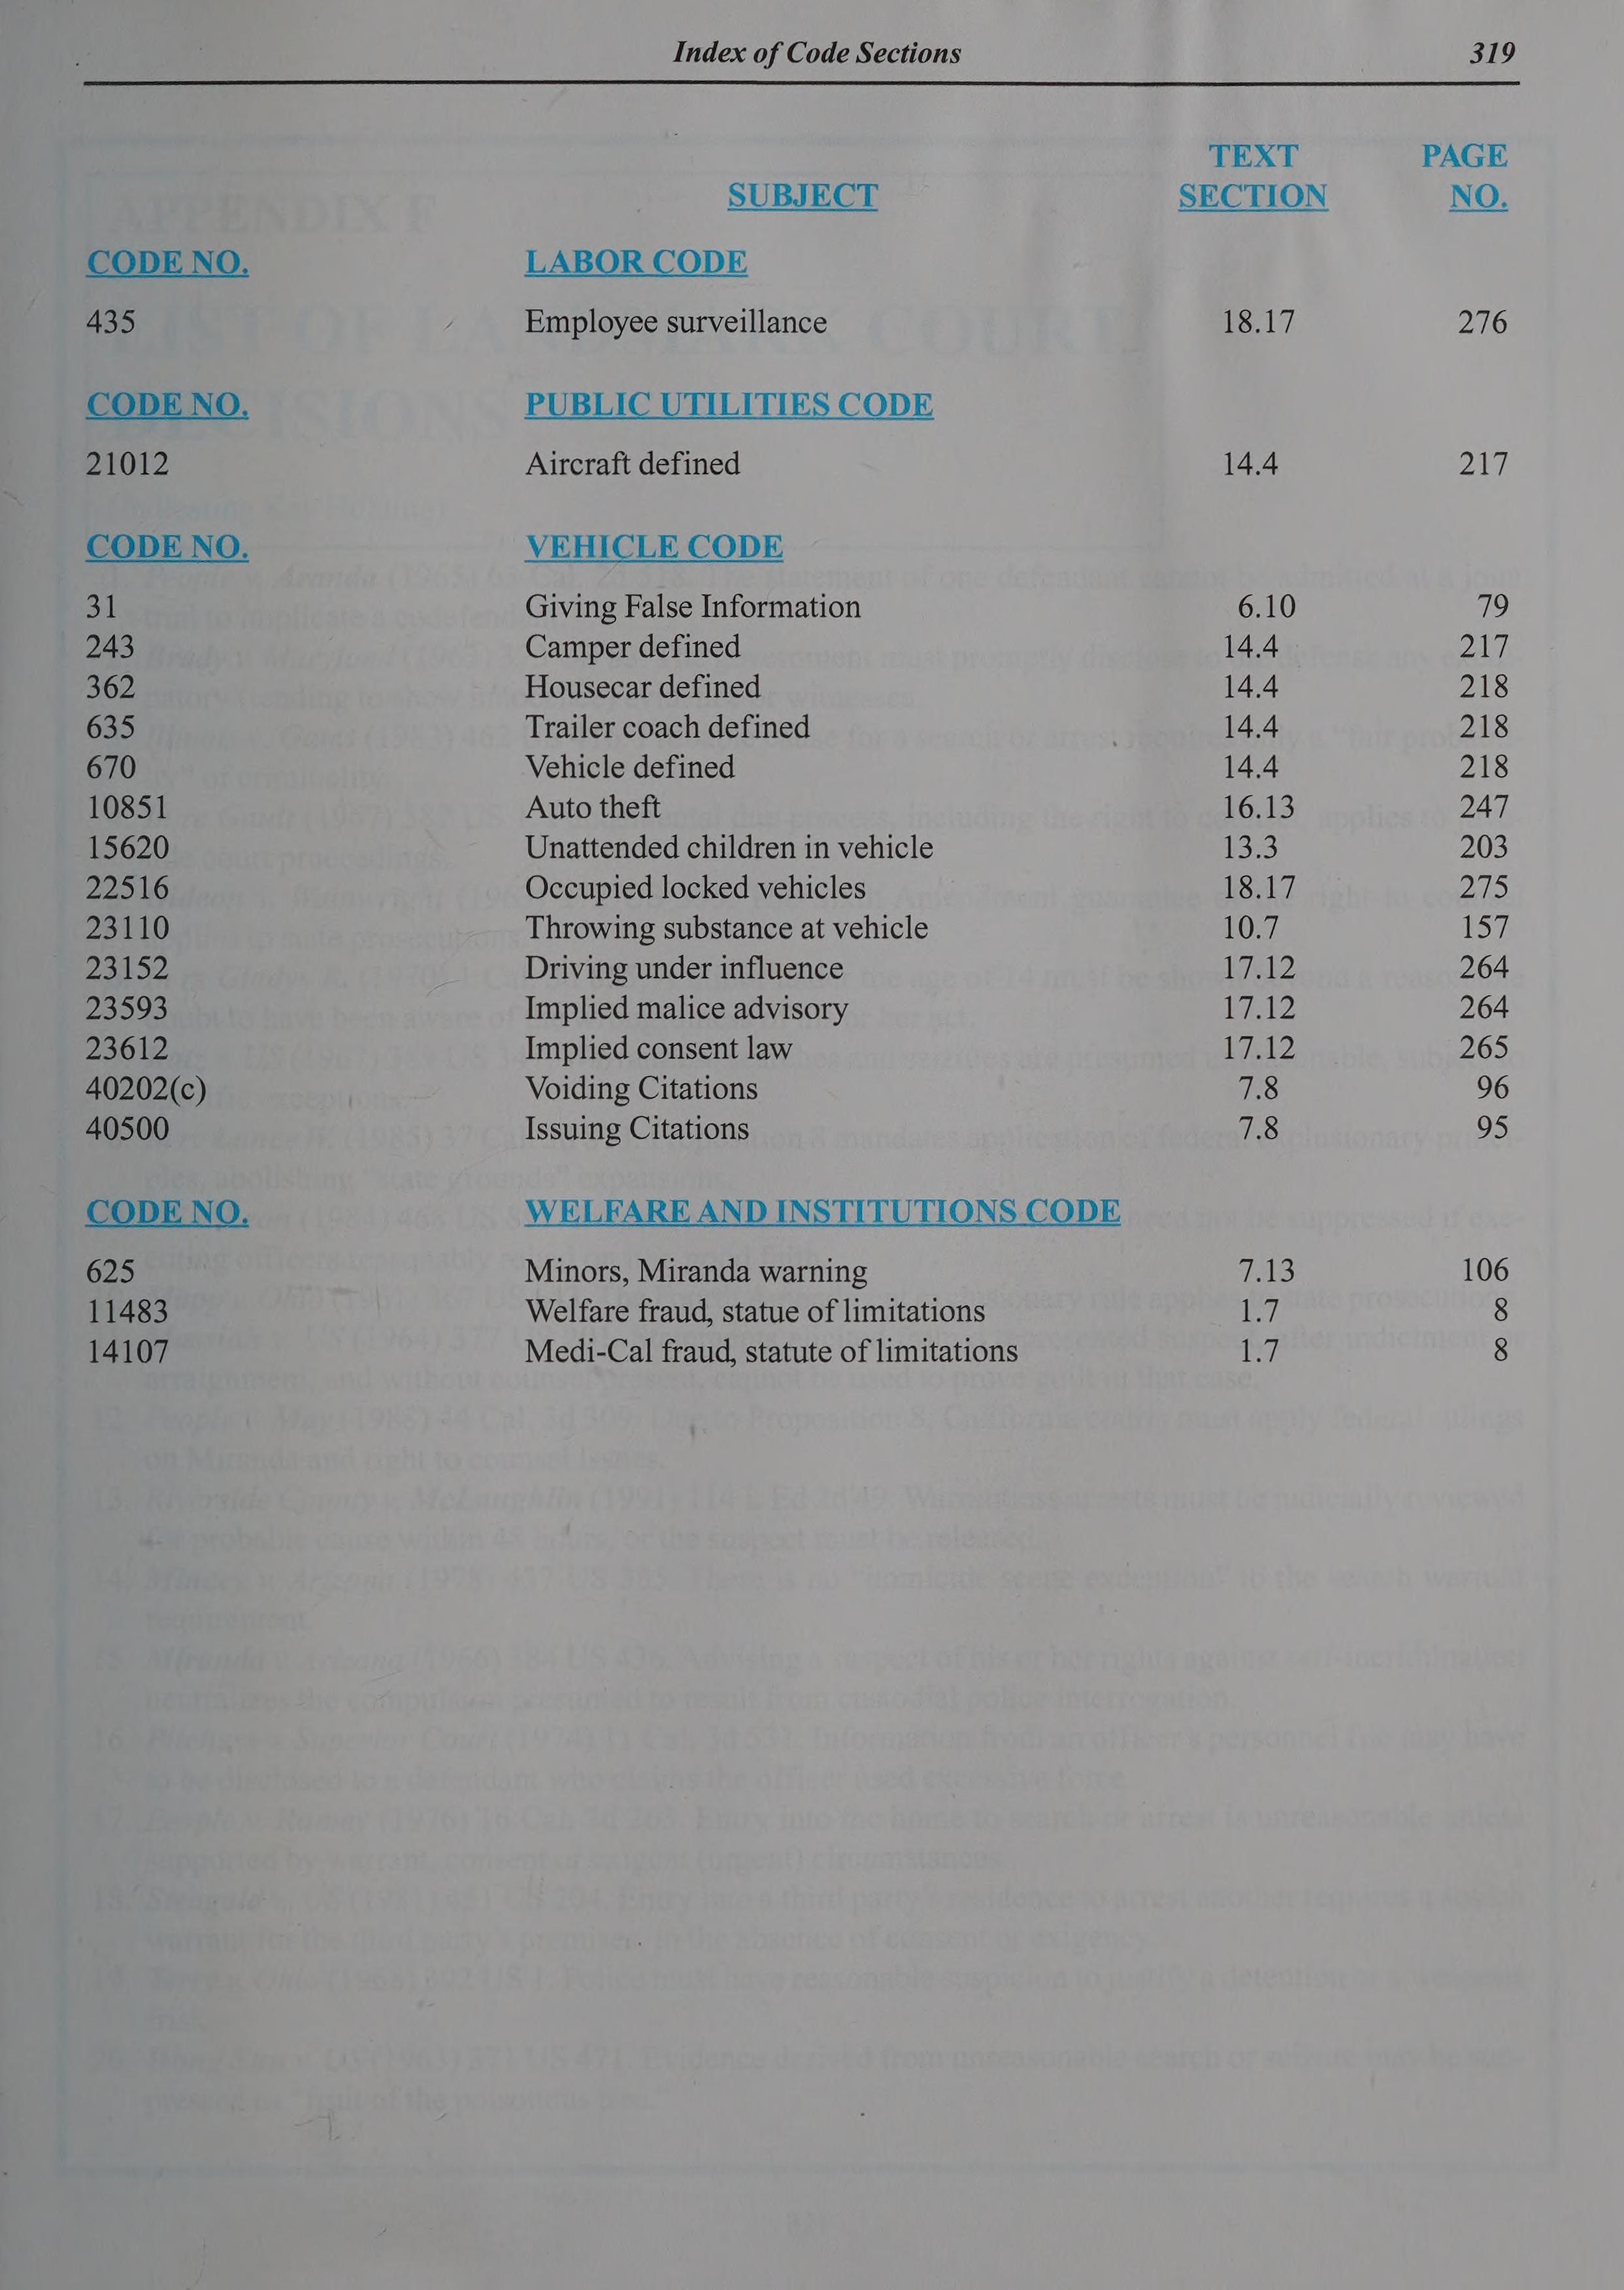 Index of Code Sections 319
TEXT PAGE
SUBJECT SECTION NO.
CODE NO. LABOR CODE
435 Employee surveillance 18.17 276
CODE NO. PUBLIC UTILITIES CODE
21012 Aircraft defined 14.4 217
CODE NO. VEHICLE CODE
31 Giving False Information 6.10 79
243 Camper defined 14.4 217
362 Housecar defined 14.4 218
635 Trailer coach defined 14.4 218
670 Vehicle defined 14.4 218
10851 Auto theft 16.13 247
15620 Unattended children in vehicle 13.3 203
22516 Occupied locked vehicles 18.17 275
23110 Throwing substance at vehicle 10.7 157
23152 Driving under influence 17.12 264
23593 Implied malice advisory 17.12 264
23612 Implied consent law 17.12 265
40202(c) Voiding Citations 7.8 96
40500 Issuing Citations 7.8 95
CODE NO. WELFARE AND INSTITUTIONS CODE
625 Minors, Miranda warning 7.13 106
11483 Welfare fraud, statue of limitations 1.7 8
14107 Medi-Cal fraud, statute of limitations 1.7 8